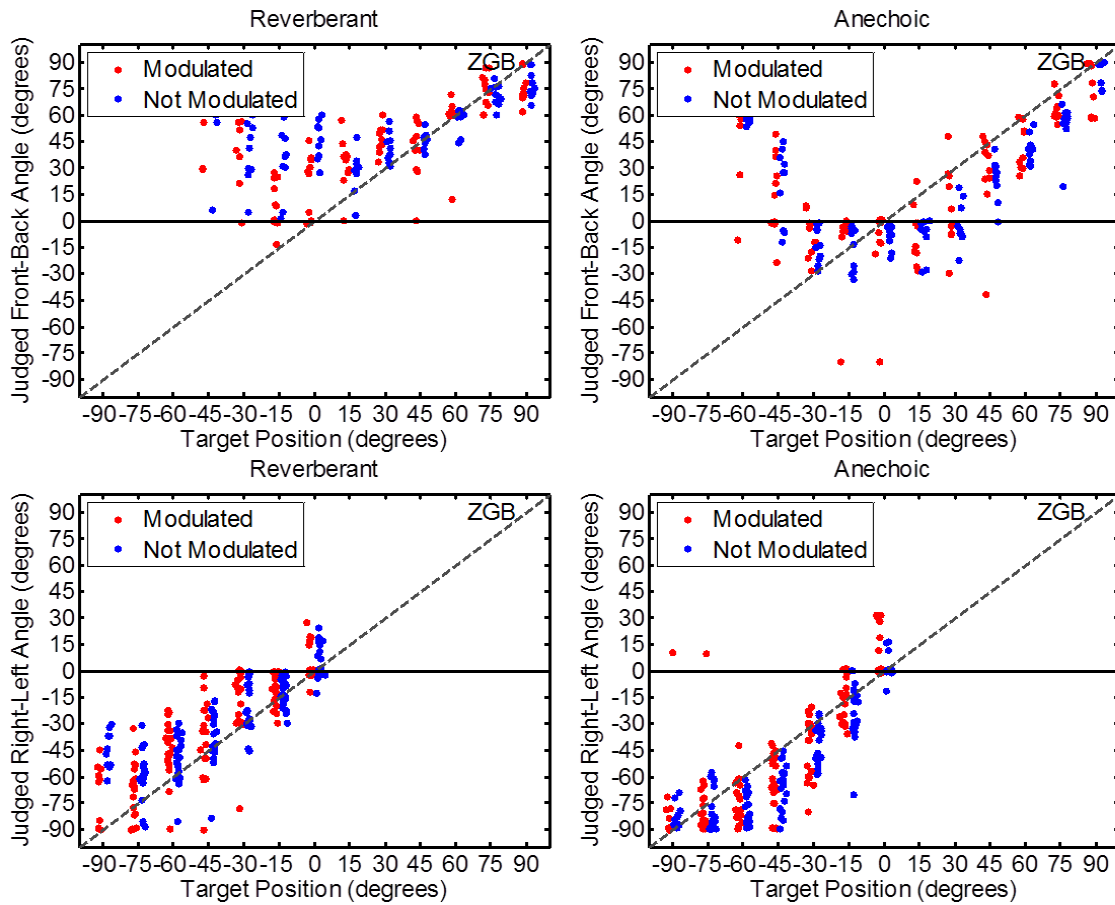 Reverberant
ZGB
Modulated
Not Modulated
Judged Front-Back Angle (degrees)
90
75
60
45
30
15
0
-15
-30
-45
-60
-75
-90
-90 -75 -60 -45 -30 -15 0 15 30 45 60 75 90
Target Position (degrees)
Anechoic
ZGB
Modulated
Not Modulated
Judged Front-Back Angle (degrees)
90
75
60
45
30
15
0
-15
-30
-45
-60
-75
-90
-90 -75 -60 -45 -30 -15 0 15 30 45 60 75 90
Target Position (degrees)
Reverberant
ZGB
Modulated
Not Modulated
Judged Right-Left Angle (degrees)
90
75
60
45
30
15
0
-15
-30
-45
-60
-75
-90
-90 -75 -60 -45 -30 -15 0 15 30 45 60 75 90
Target Position (degrees)
Anechoic
ZGB
Modulated
Not Modulated
Judged Right-Left Angle (degrees)
90
75
60
45
30
15
0
-15
-30
-45
-60
-75
-90
-90 -75 -60 -45 -30 -15 0 15 30 45 60 75 90
Target Position (degrees)